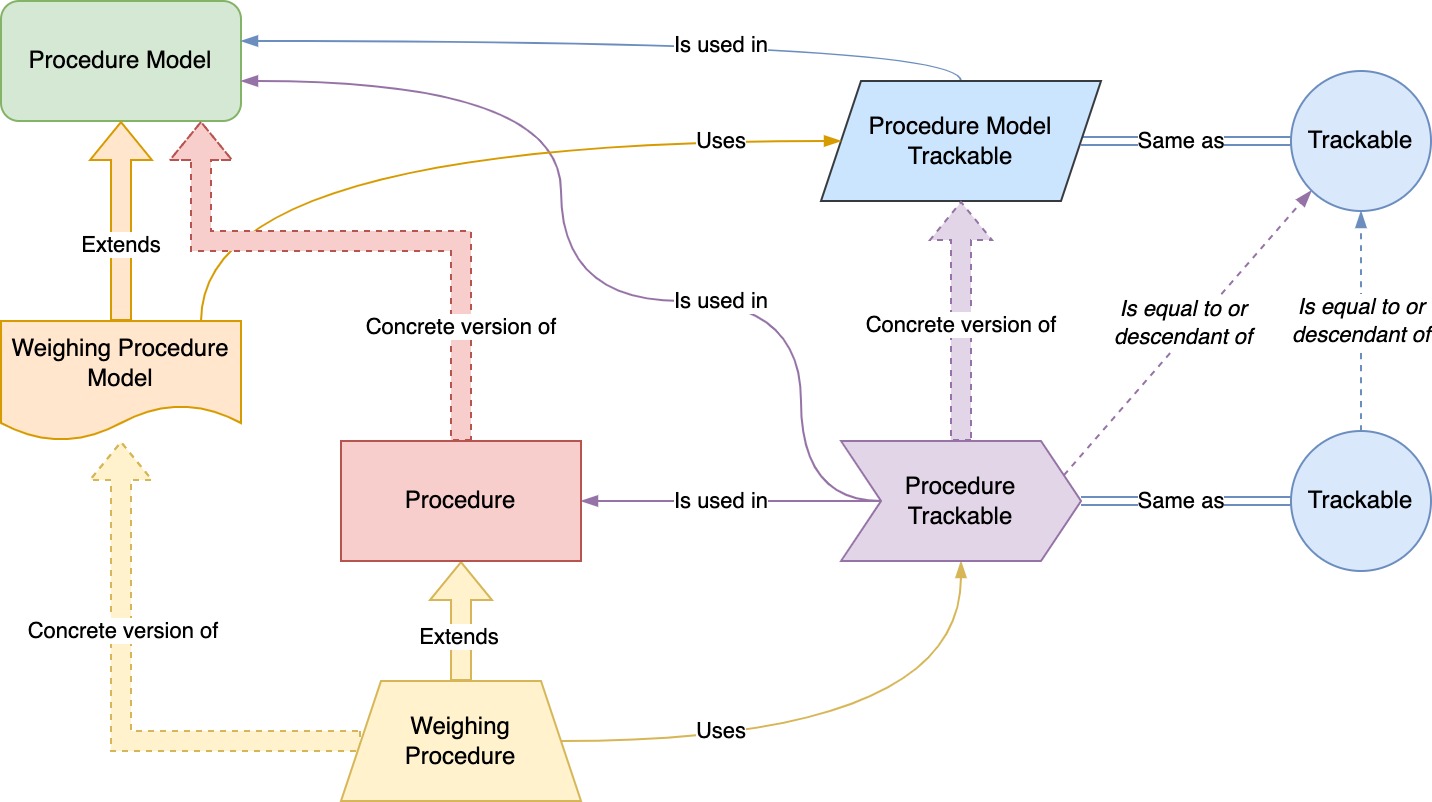 Is used in
Procedure Model
Procedure Model
Trackable
Uses
Same as
Trackable
Extends
Is used in
Concrete version of
Concrete version of
Is equal to or
descendant of
Is equal to or
descendant of
Weighing Procedure
Model
Procedure
Is used in
Procedure
Trackable
Same as
Trackable
Concrete version of
Extends
Weighing
Procedure
Uses